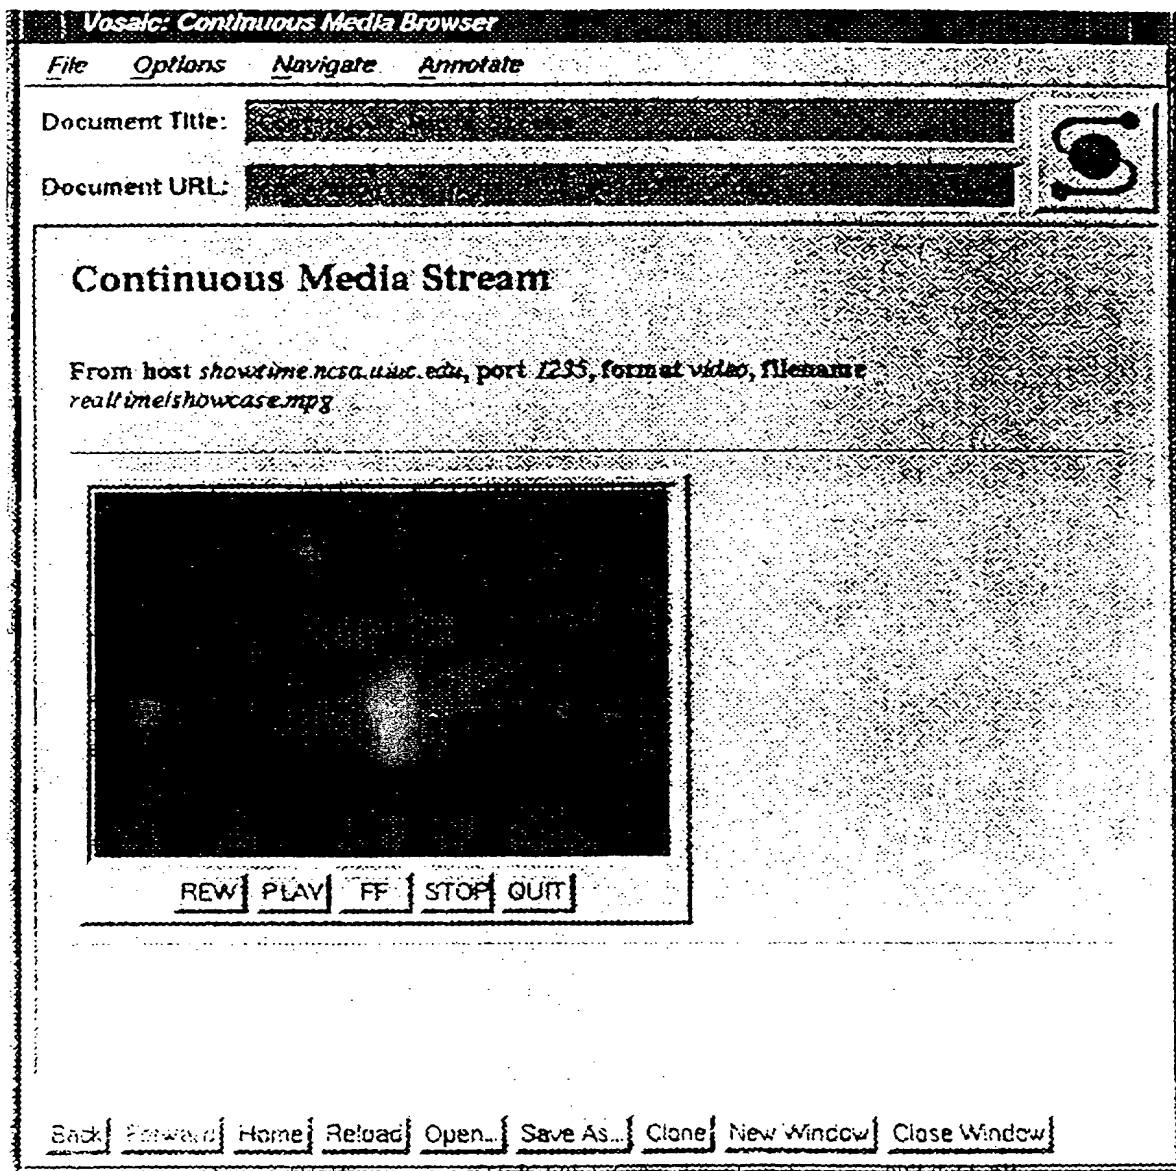 Vosaic: Continuous Media Browser
File Options Navigate Annotate
Document Title:
Document URL:
Continuous Media Stream
From host showtime.ncsa.uiuc.edu, port 1235, format video, filename
realtime/showcase.mpg
REW PLAY FF STOP QUIT
Back Forward Home Reload Open... Save As... Clone New Window Close Window